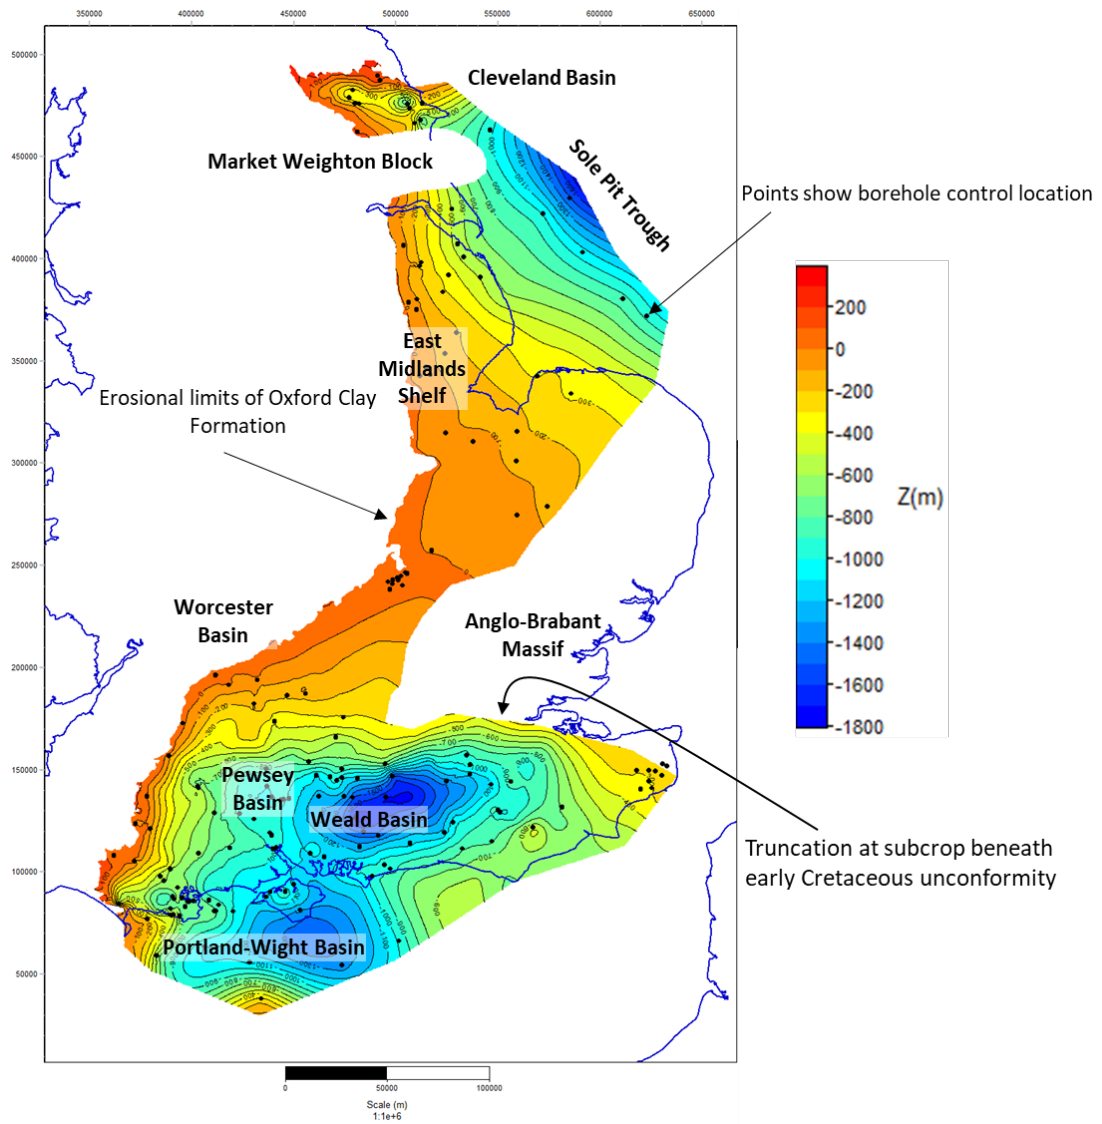 350000
400000
450000
500000
550000
600000
650000
500000
450000
400000
350000
300000
250000
200000
150000
100000
50000
Cleveland Basin
Market Weighton Block
Sole Pit Trough
Points show borehole control location
East
Midlands
Shelf
Erosional limits of Oxford Clay
Formation
Worcester
Basin
Anglo-Brabant
Massif
Pewsey
Basin
Weald Basin
Portland-Wight Basin
Truncation at subcrop beneath
early Cretaceous unconformity
200
0
-200
-400
-600
-800
-1000
-1200
-1400
-1600
-1800
Z(m)
0
50000
100000
Scale (m)
1:1e+6